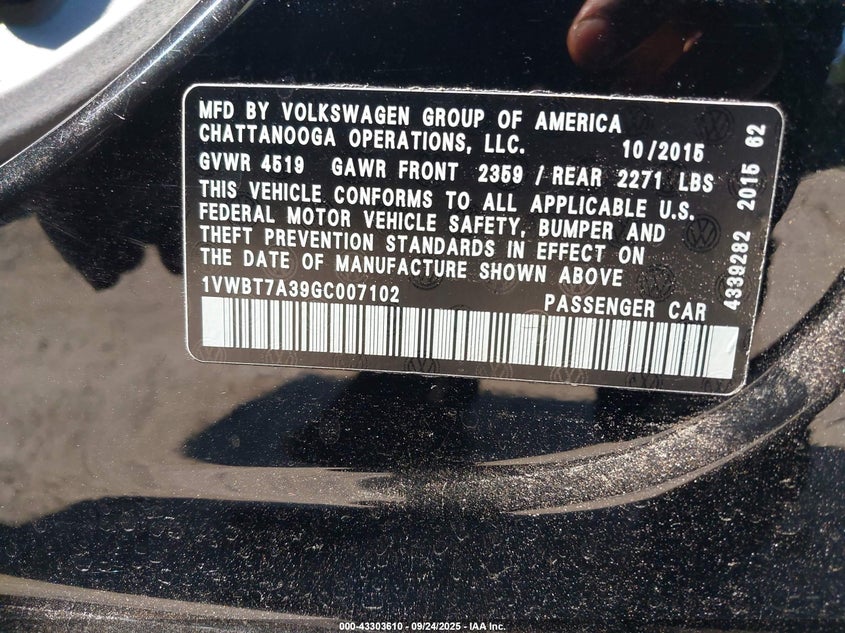 MFD BY VOLKSWAGEN GROUP OF AMERICA
CHATTANOOGA OPERATIONS, LLC. 10/2015
GVWR 4519 GAWR FRONT 2359 / REAR 2271 LBS
THIS VEHICLE CONFORMS TO ALL APPLICABLE U.S.
FEDERAL MOTOR VEHICLE SAFETY, BUMPER AND
THEFT PREVENTION STANDARDS IN EFFECT ON
THE DATE OF MANUFACTURE SHOWN ABOVE
1VWBT7A39GC007102 PASSENGER CAR
4339282 2015 62
000-43303610 - 09/24/2025 - IAA Inc.